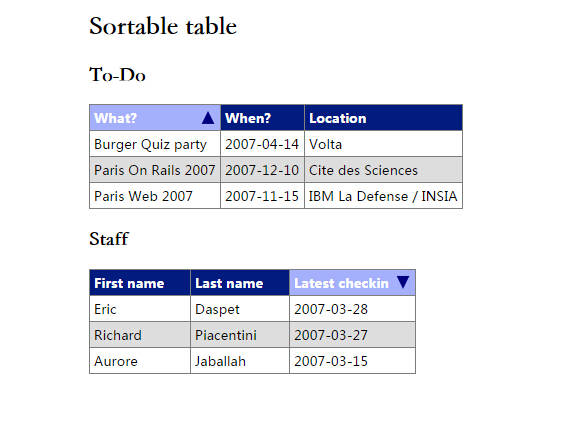 Sortable table
To-Do
What? ▲ When? Location
Burger Quiz party 2007-04-14 Volta
Paris On Rails 2007 2007-12-10 Cite des Sciences
Paris Web 2007 2007-11-15 IBM La Defense / INSIA
Staff
First name Last name Latest checkin ▼
Eric Daspet 2007-03-28
Richard Piacentini 2007-03-27
Aurore Jaballah 2007-03-15